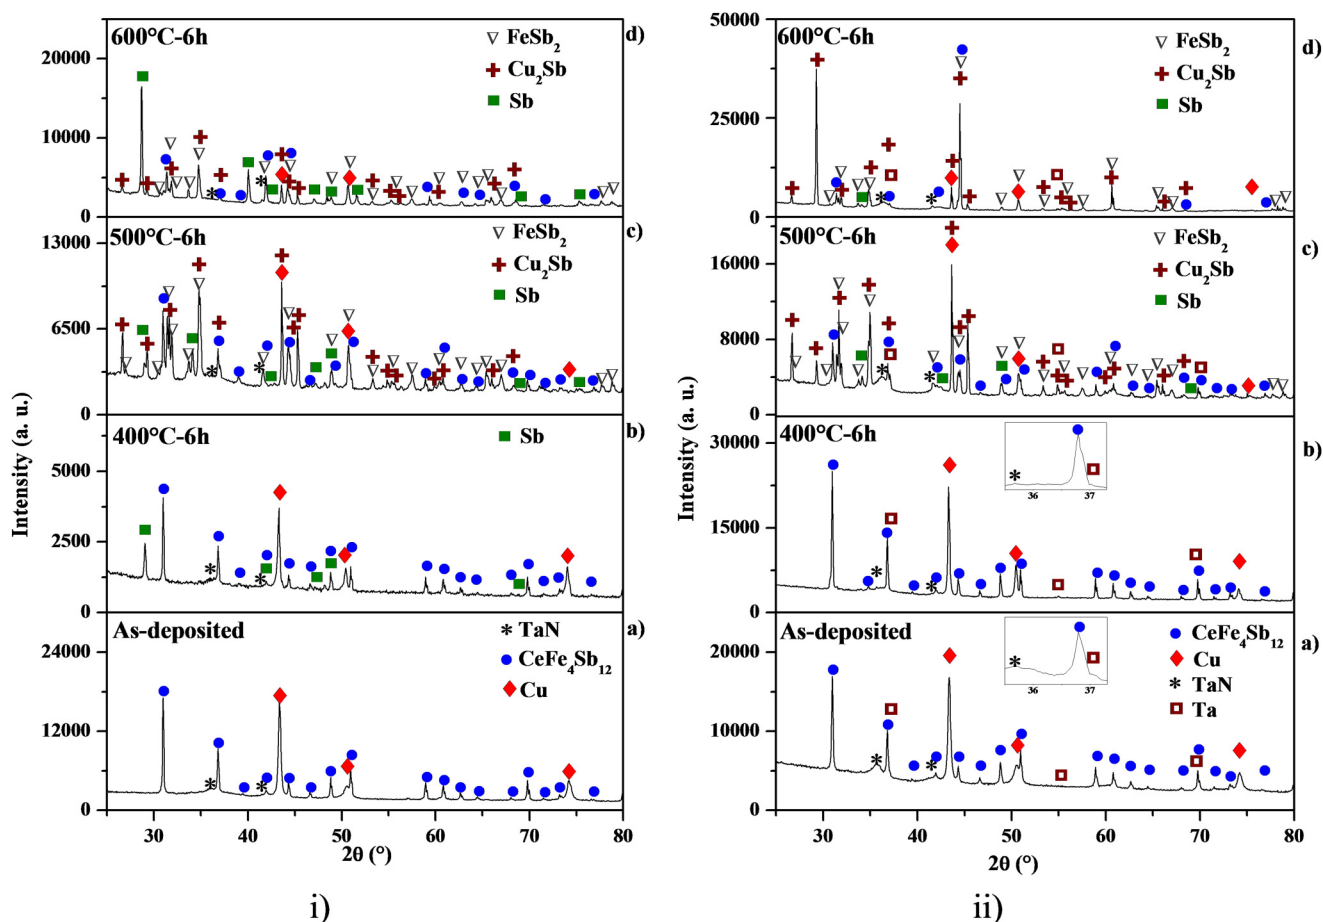 600°C-6h
d)
FeSb2
Cu2Sb
Sb
20000
10000
0
500°C-6h
c)
FeSb2
Cu2Sb
Sb
13000
6500
0
400°C-6h
b)
Sb
5000
2500
0
As-deposited
a)
TaN
CeFe4Sb12
Cu
24000
12000
0
30 40 50 60 70 80
2θ (°)
Intensity (a. u.)
i)
600°C-6h
d)
FeSb2
Cu2Sb
Sb
50000
25000
0
500°C-6h
c)
FeSb2
Cu2Sb
Sb
16000
8000
0
400°C-6h
b)
36 37
30000
15000
0
As-deposited
a)
36 37
CeFe4Sb12
Cu
TaN
Ta
20000
10000
0
30 40 50 60 70 80
2θ (°)
Intensity (a. u.)
ii)